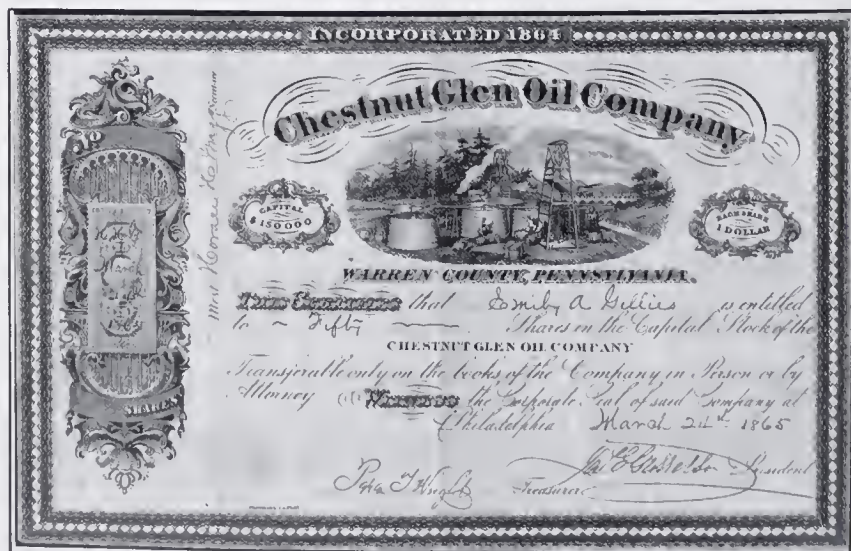 INCORPORATED 1864
Chestnut Glen Oil Company
CAPITAL
$150000
EACH SHARE
1 DOLLAR
WARREN COUNTY, PENNSYLVANIA.
This Certifies that Emily A Gillies is entitled
to ~ Fifty Shares in the Capital Stock of the
CHESTNUT GLEN OIL COMPANY
Transferable only on the books of the Company in Person or by
Attorney Witness the Corporate Seal of said Company at
Philadelphia March 24th 1865
President
Treasurer
50
March
SHARES